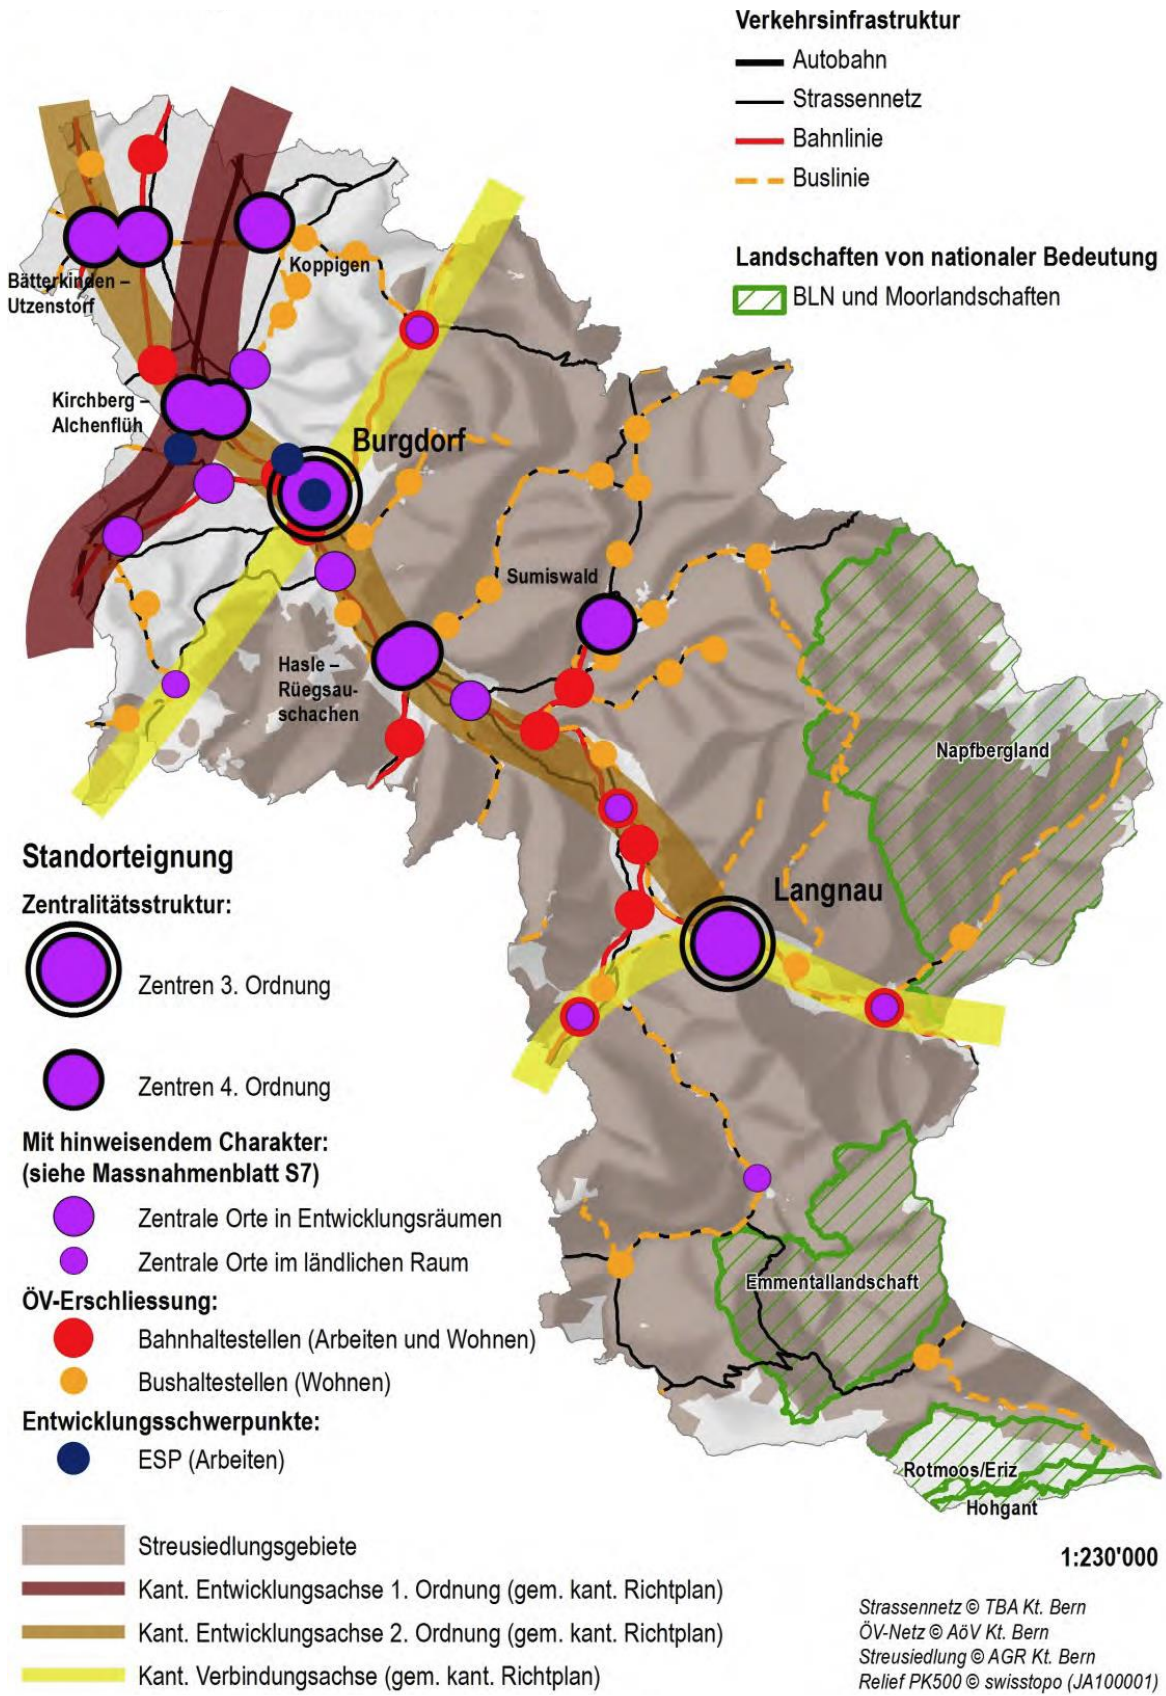 Verkehrsinfrastruktur
Autobahn
Strassennetz
Bahnlinie
Buslinie
Landschaften von nationaler Bedeutung
BLN und Moorlandschaften
Koppigen
Bätterkinden –
Utzenstorf
Kirchberg –
Alchenflüh
Burgdorf
Sumiswald
Hasle –
Rüegsau-
schachen
Napfbergland
Langnau
Emmentallandschaft
Rotmoos/Eriz
Hohgant
Standorteignung
Zentralitätsstruktur:
Zentren 3. Ordnung
Zentren 4. Ordnung
Mit hinweisendem Charakter:
(siehe Massnahmenblatt S7)
Zentrale Orte in Entwicklungsräumen
Zentrale Orte im ländlichen Raum
ÖV-Erschliessung:
Bahnhaltestellen (Arbeiten und Wohnen)
Bushaltestellen (Wohnen)
Entwicklungsschwerpunkte:
ESP (Arbeiten)
Streusiedlungsgebiete
Kant. Entwicklungsachse 1. Ordnung (gem. kant. Richtplan)
Kant. Entwicklungsachse 2. Ordnung (gem. kant. Richtplan)
Kant. Verbindungsachse (gem. kant. Richtplan)
1:230'000
Strassennetz © TBA Kt. Bern
ÖV-Netz © AöV Kt. Bern
Streusiedlung © AGR Kt. Bern
Relief PK500 © swisstopo (JA100001)